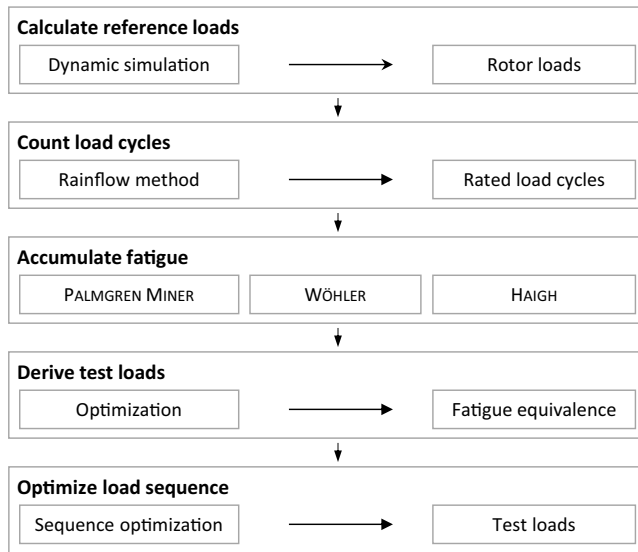 Calculate reference loads
Dynamic simulation Rotor loads
Count load cycles
Rainflow method Rated load cycles
Accumulate fatigue
PALMGREN MINER WÖHLER HAIGH
Derive test loads
Optimization Fatigue equivalence
Optimize load sequence
Sequence optimization Test loads